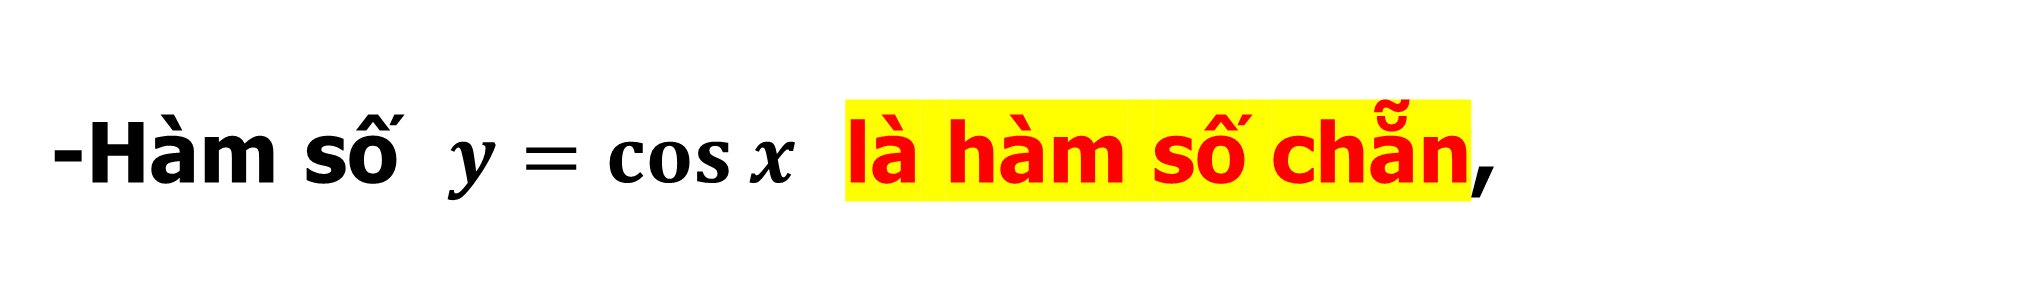 -Hàm số y = cos x là hàm số chẵn,